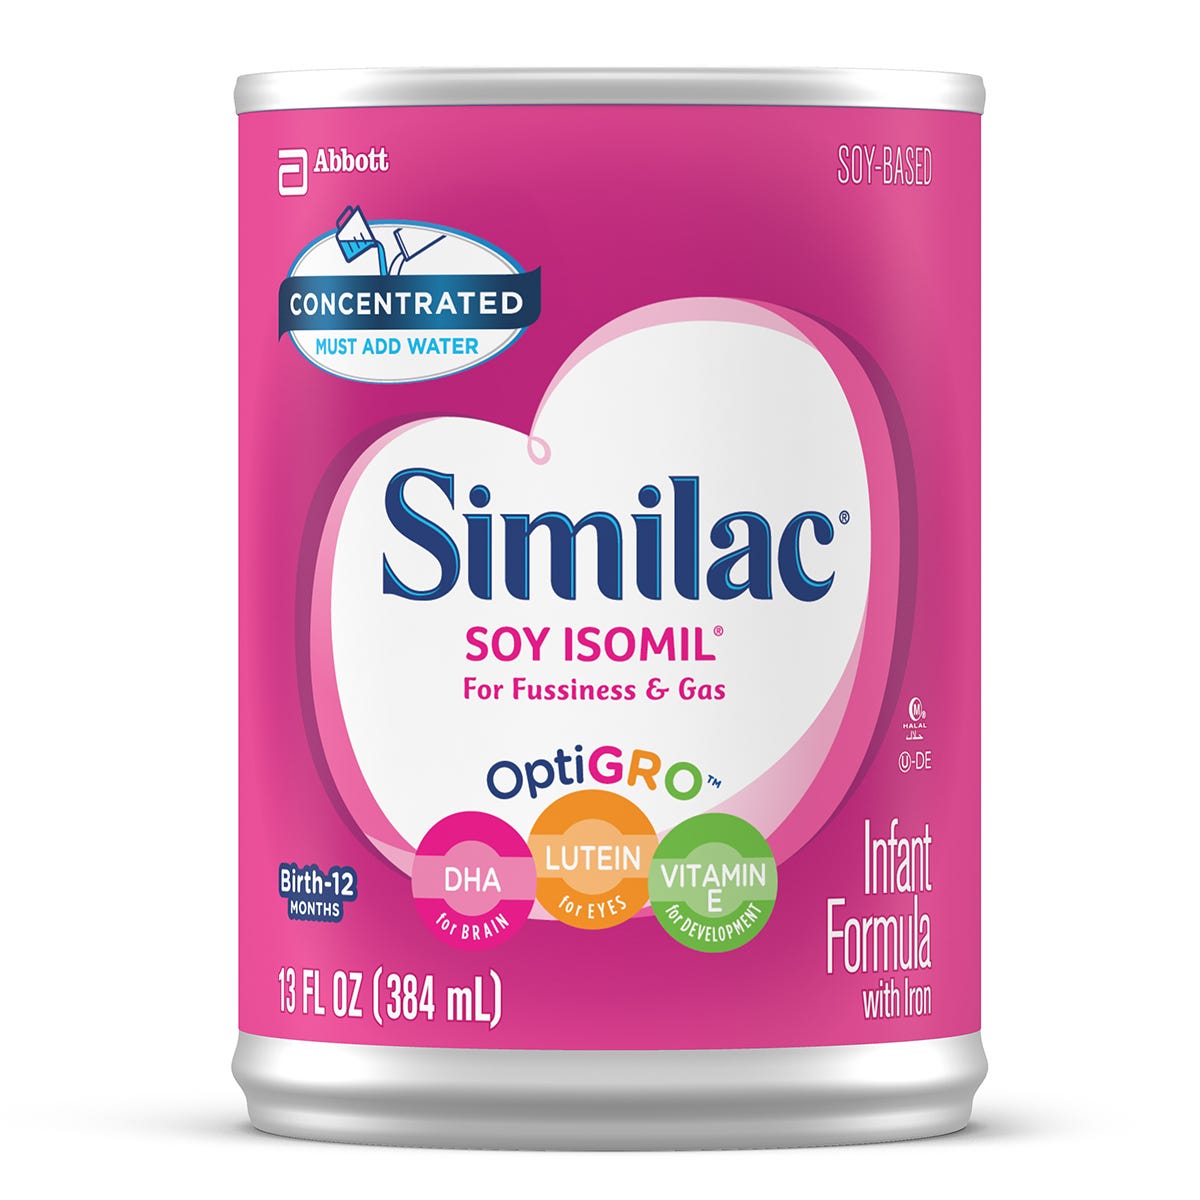 Abbott
SOY-BASED
CONCENTRATED
MUST ADD WATER
Similac®
SOY ISOMIL®
For Fussiness & Gas
OptiGRO™
DHA
for BRAIN
LUTEIN
for EYES
VITAMIN
E
for DEVELOPMENT
M®
HALAL
حلال
U-DE
Birth-12
MONTHS
13 FL OZ (384 mL)
Infant
Formula
with Iron